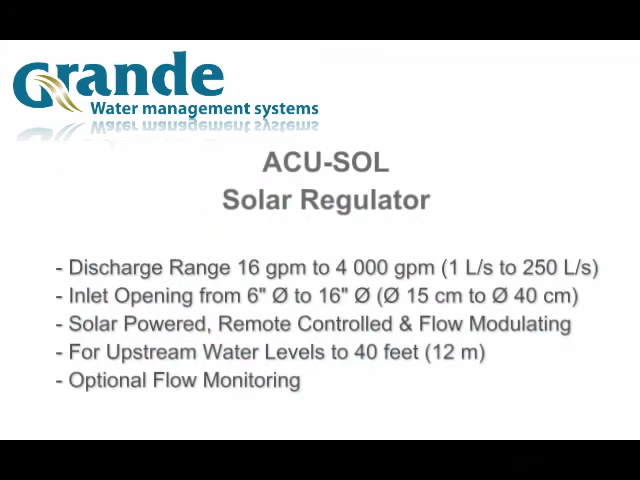 Grande
Water management systems
ACU-SOL
Solar Regulator
- Discharge Range 16 gpm to 4 000 gpm (1 L/s to 250 L/s)
- Inlet Opening from 6" Ø to 16" Ø (Ø 15 cm to Ø 40 cm)
- Solar Powered, Remote Controlled & Flow Modulating
- For Upstream Water Levels to 40 feet (12 m)
- Optional Flow Monitoring